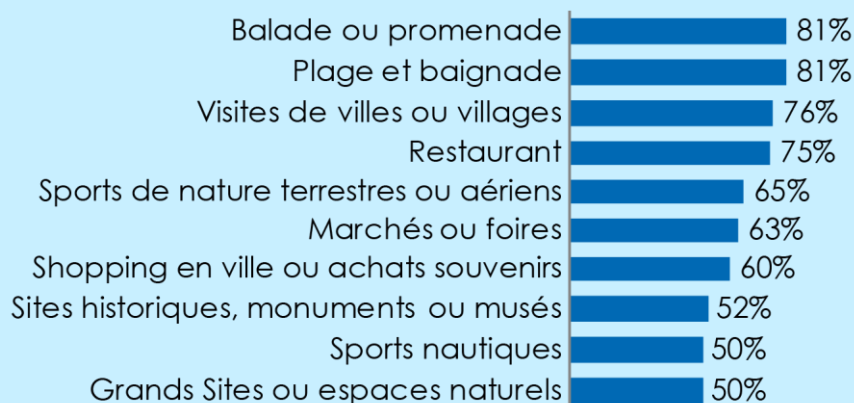 Balade ou promenade 81%
Plage et baignade 81%
Visites de villes ou villages 76%
Restaurant 75%
Sports de nature terrestres ou aériens 65%
Marchés ou foires 63%
Shopping en ville ou achats souvenirs 60%
Sites historiques, monuments ou musés 52%
Sports nautiques 50%
Grands Sites ou espaces naturels 50%